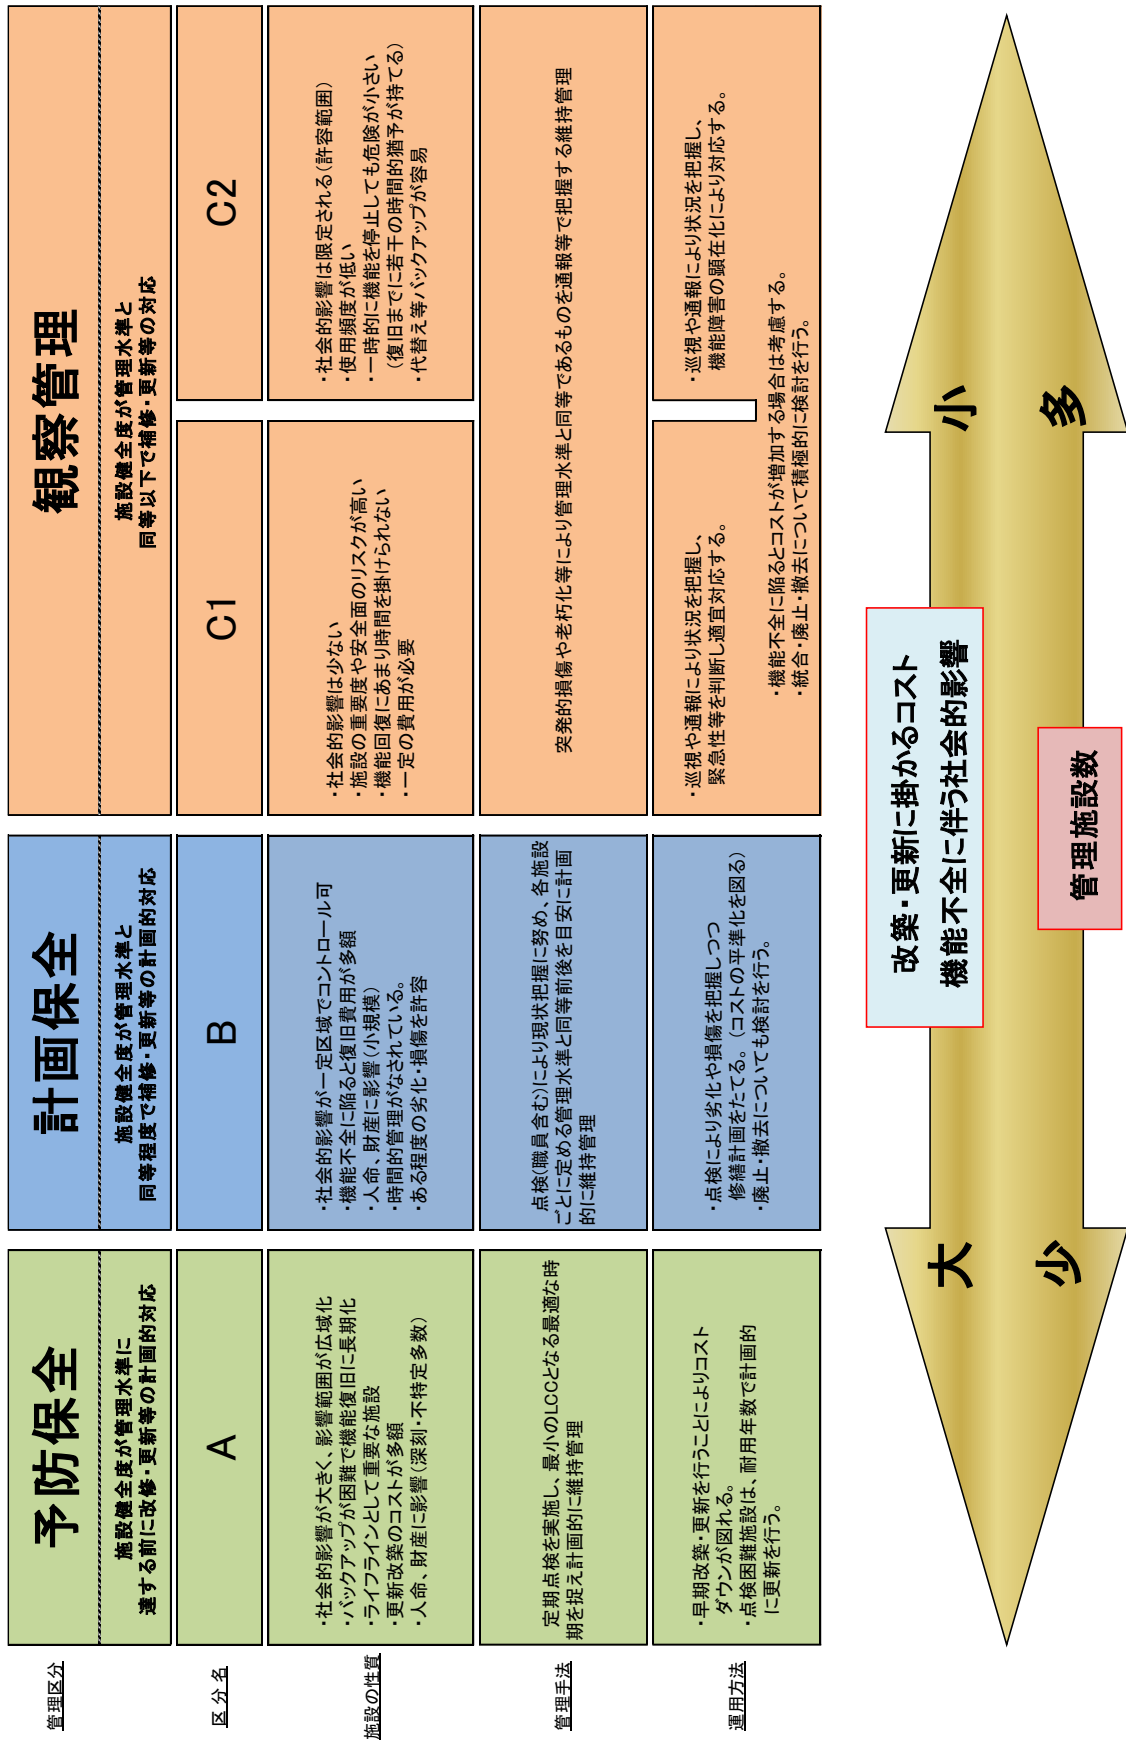 管理区分
予防保全
施設健全度が管理水準に
達する前に改修・更新等の計画的対応
計画保全
施設健全度が管理水準と
同等程度で補修・更新等の計画的対応
観察管理
施設健全度が管理水準と
同等以下で補修・更新等の対応
区分名
A
B
C1
C2
施設の性質
・社会的影響が大きく、影響範囲が広域化
・バックアップが困難で機能復旧に長期化
・ライフラインとして重要な施設
・更新改築のコストが多額
・人命、財産に影響(深刻・不特定多数)
・社会的影響が一定区域でコントロール可
・機能不全に陥ると復旧費用が多額
・人命、財産に影響(小規模)
・時間的管理がなされている。
・ある程度の劣化・損傷を許容
・社会的影響は少ない
・施設の重要度や安全面のリスクが高い
・機能回復にあまり時間を掛けられない
・一定の費用が必要
・社会的影響は限定される(許容範囲)
・使用頻度が低い
・一時的に機能を停止しても危険が小さい
(復旧までに若干の時間的猶予が持てる)
・代替え等バックアップが容易
管理手法
定期点検を実施し、最小のLCCとなる最適な時
期を捉え計画的に維持管理
点検(職員含む)により現状把握に努め、各施設
ごとに定める管理水準と同等前後を目安に計画
的に維持管理
突発的損傷や老朽化等により管理水準と同等であるものを通報等で把握する維持管理
運用方法
・早期改築・更新を行うことによりコスト
ダウンが図れる。
・点検困難施設は、耐用年数で計画的
に更新を行う。
・点検により劣化や損傷を把握しつつ
修繕計画をたてる。(コストの平準化を図る)
・廃止・撤去についても検討を行う。
・巡視や通報により状況を把握し、
緊急性等を判断し適宜対応する。
・巡視や通報により状況を把握し、
機能障害の顕在化により対応する。
・機能不全に陥るとコストが増加する場合は考慮する。
・統合・廃止・撤去について積極的に検討を行う。
改築・更新に掛かるコスト
機能不全に伴う社会的影響
大
小
管理施設数
少
多